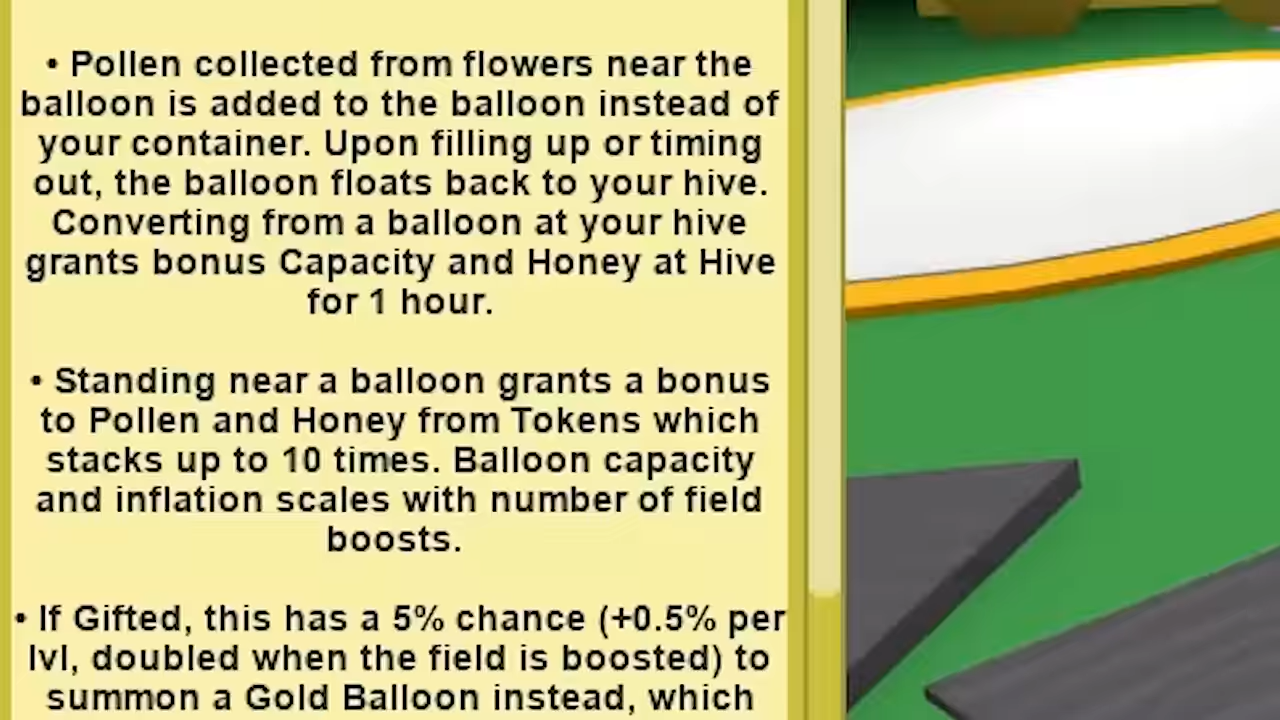 • Pollen collected from flowers near the
balloon is added to the balloon instead of
your container. Upon filling up or timing
out, the balloon floats back to your hive.
Converting from a balloon at your hive
grants bonus Capacity and Honey at Hive
for 1 hour.
• Standing near a balloon grants a bonus
to Pollen and Honey from Tokens which
stacks up to 10 times. Balloon capacity
and inflation scales with number of field
boosts.
• If Gifted, this has a 5% chance (+0.5% per
lvl, doubled when the field is boosted) to
summon a Gold Balloon instead, which